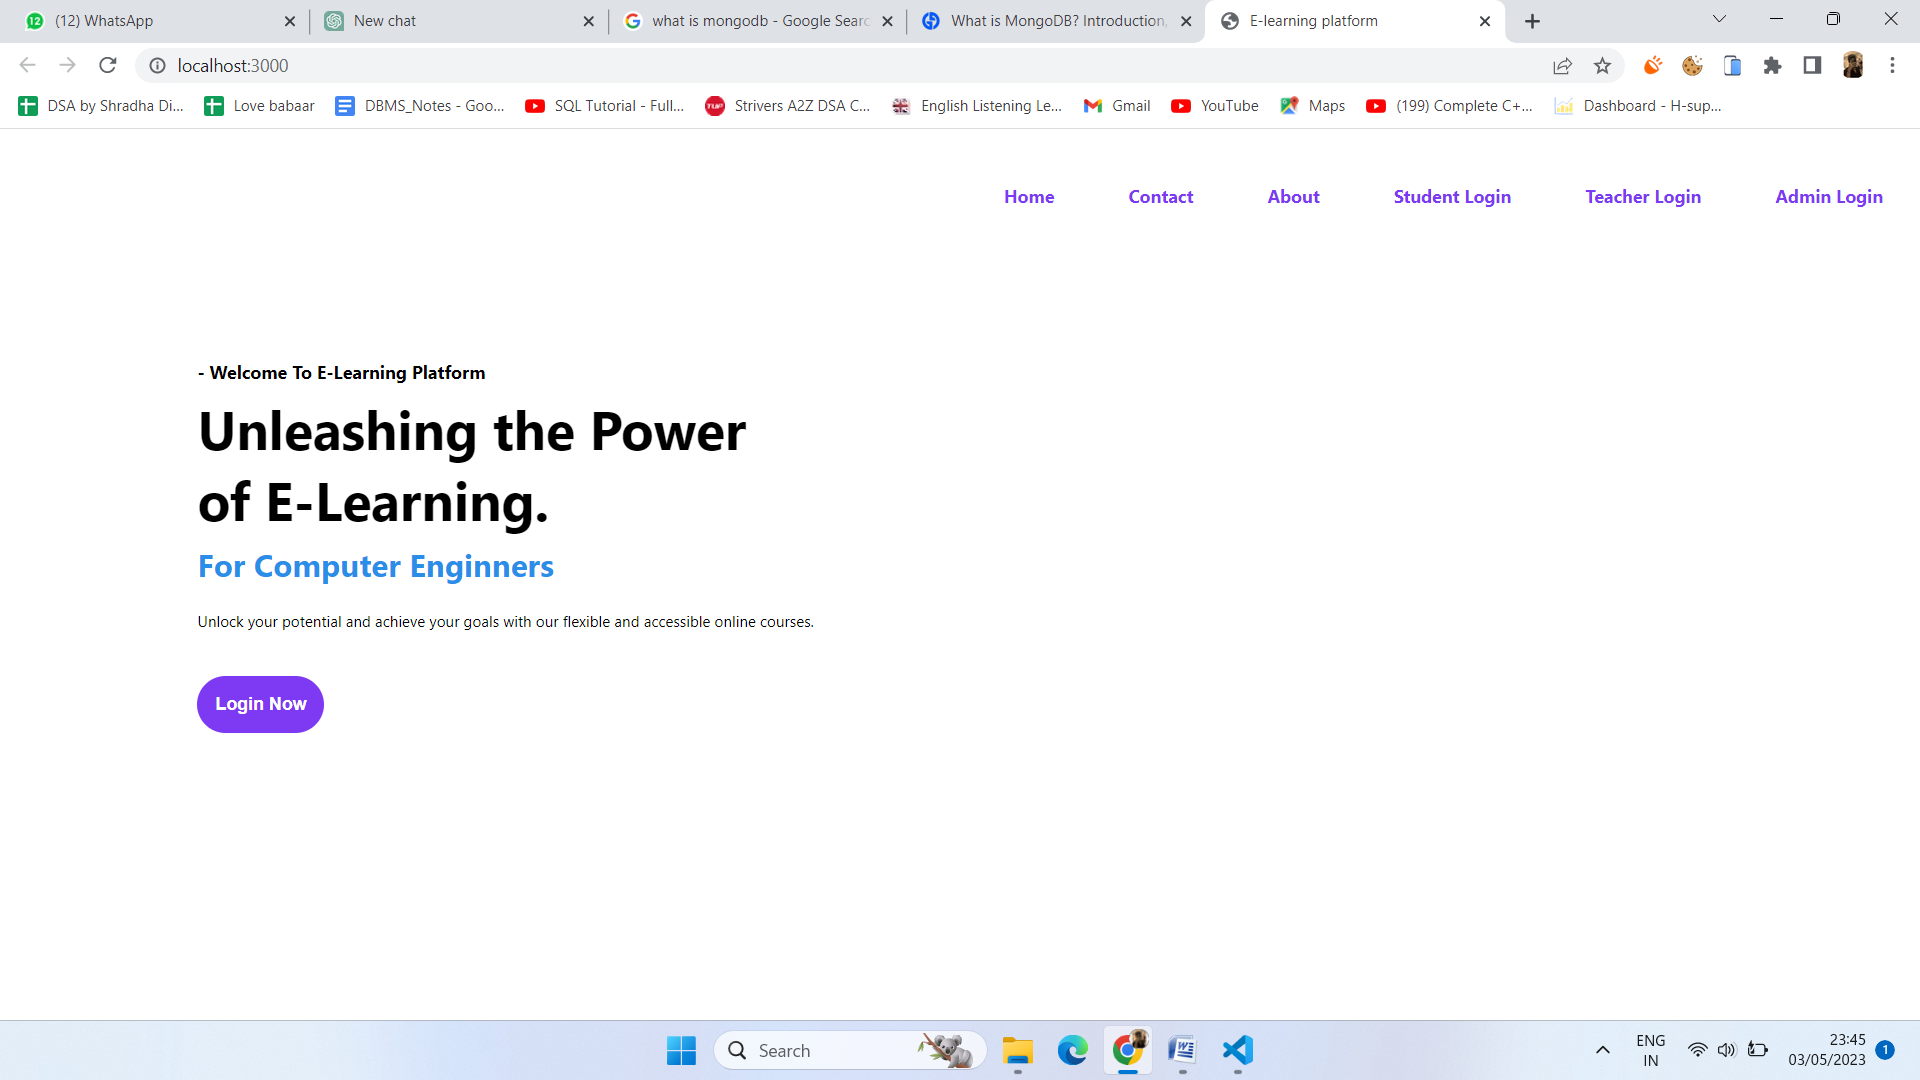 12 (12) WhatsApp
New chat
what is mongodb - Google Searc
What is MongoDB? Introduction,
E-learning platform
localhost:3000
DSA by Shradha Di...
Love babaar
DBMS_Notes - Goo...
SQL Tutorial - Full...
TUF Strivers A2Z DSA C...
English Listening Le...
Gmail
YouTube
Maps
(199) Complete C+...
Dashboard - H-sup...
Home
Contact
About
Student Login
Teacher Login
Admin Login
- Welcome To E-Learning Platform
Unleashing the Power
of E-Learning.
For Computer Enginners
Unlock your potential and achieve your goals with our flexible and accessible online courses.
Login Now
Search
ENG
IN
23:45
03/05/2023
1